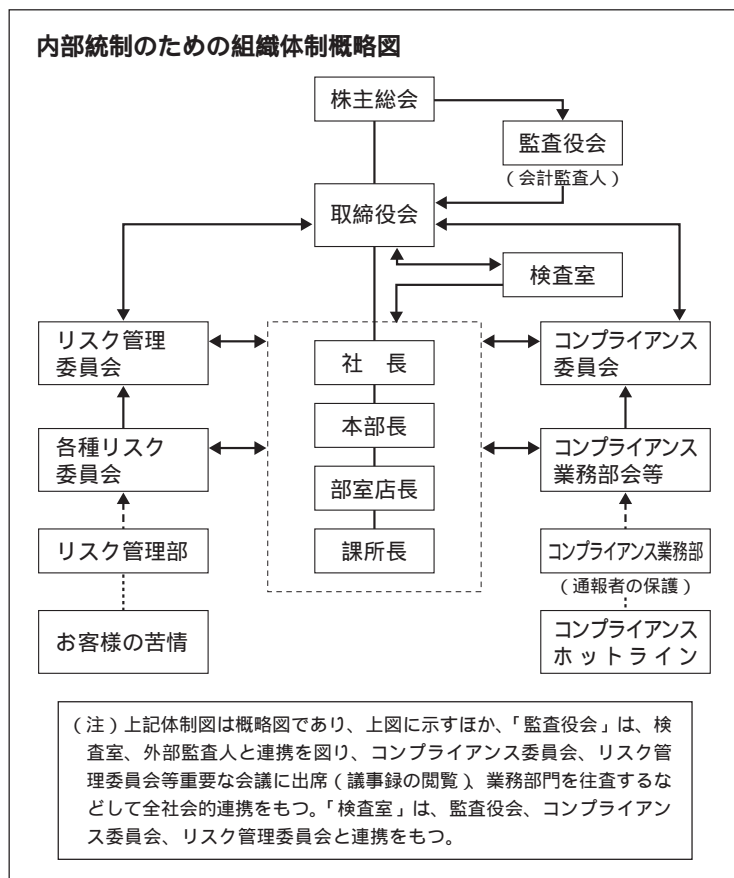 内部統制のための組織体制概略図
株主総会
監査役会
（会計監査人）
取締役会
検査室
リスク管理
委員会
社　長
コンプライアンス
委員会
各種リスク
委員会
本部長
コンプライアンス
業務部会等
部室店長
リスク管理部
課所長
コンプライアンス業務部
（通報者の保護）
お客様の苦情
コンプライアンス
ホットライン
（注）上記体制図は概略図であり、上図に示すほか、「監査役会」は、検
査室、外部監査人と連携を図り、コンプライアンス委員会、リスク管
理委員会等重要な会議に出席（議事録の閲覧）、業務部門を往査するな
どして全社会的連携をもつ。「検査室」は、監査役会、コンプライアン
ス委員会、リスク管理委員会と連携をもつ。